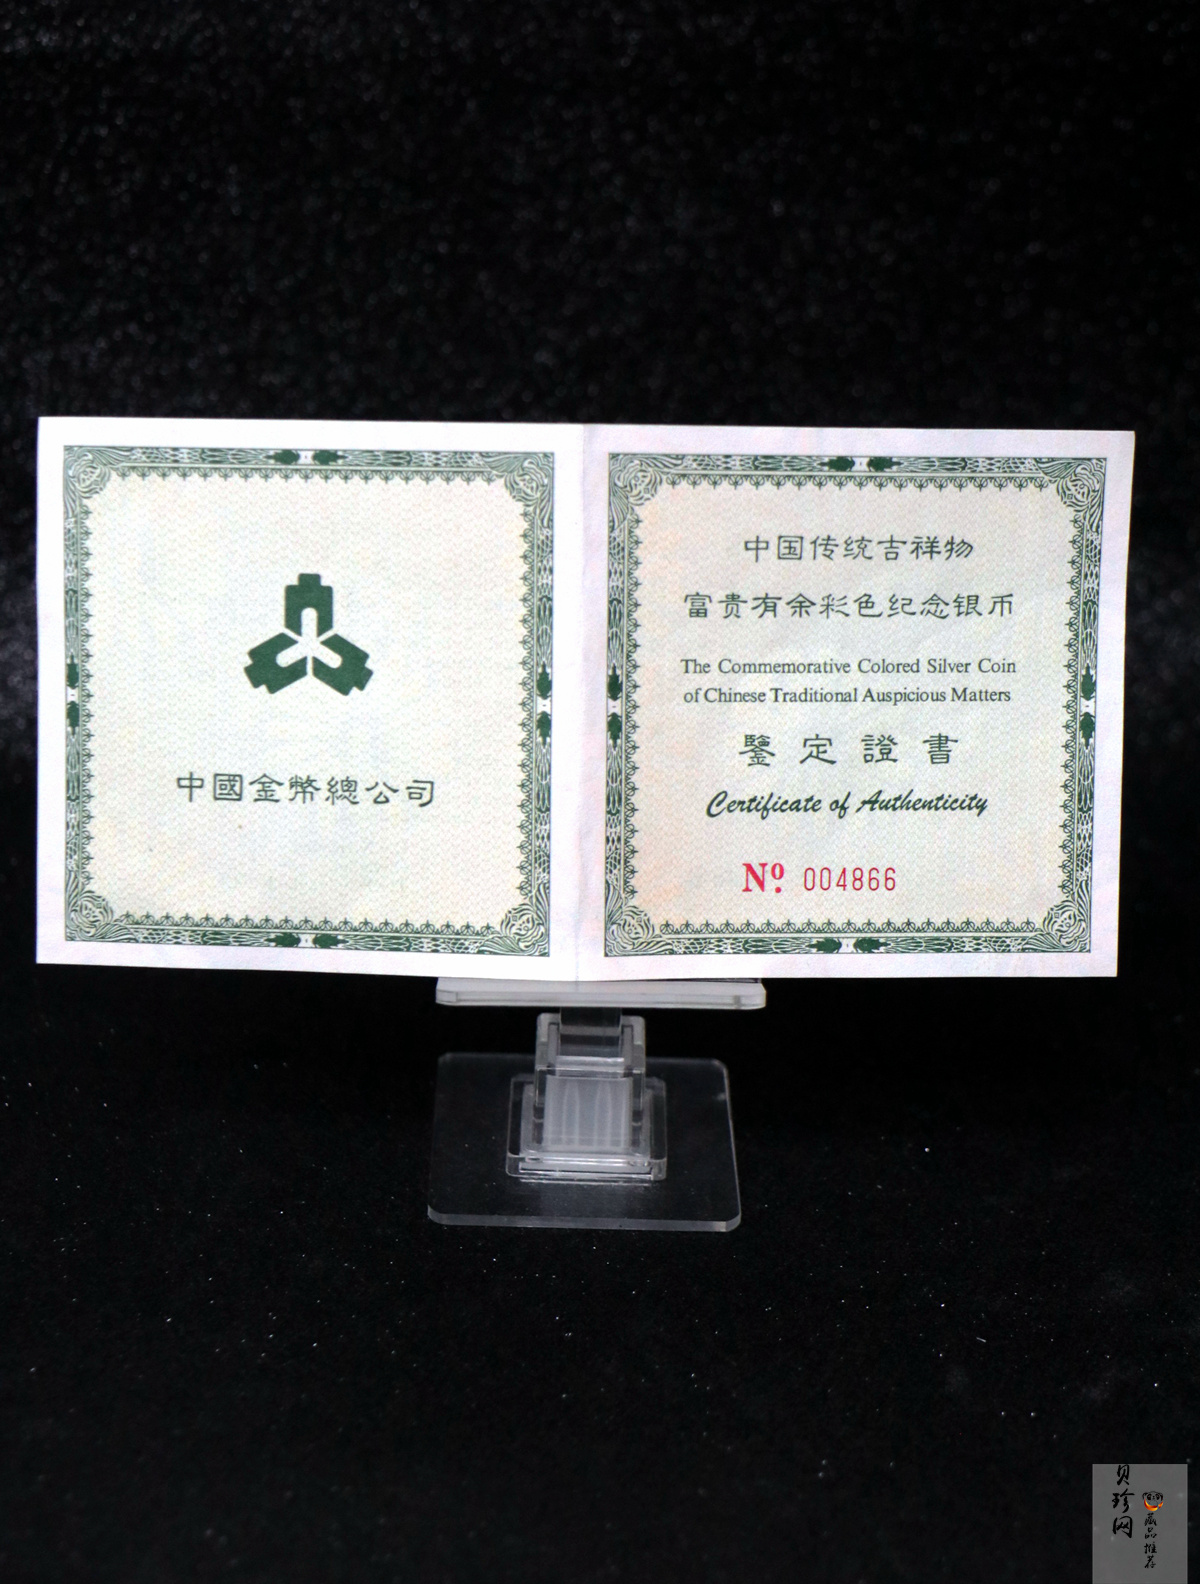 中國金幣總公司
中国传统吉祥物
富贵有余彩色纪念银币
The Commemorative Colored Silver Coin
of Chinese Traditional Auspicious Matters
鑒定證書
Certificate of Authenticity
Nº. 004866
贝珍网
藏品推荐